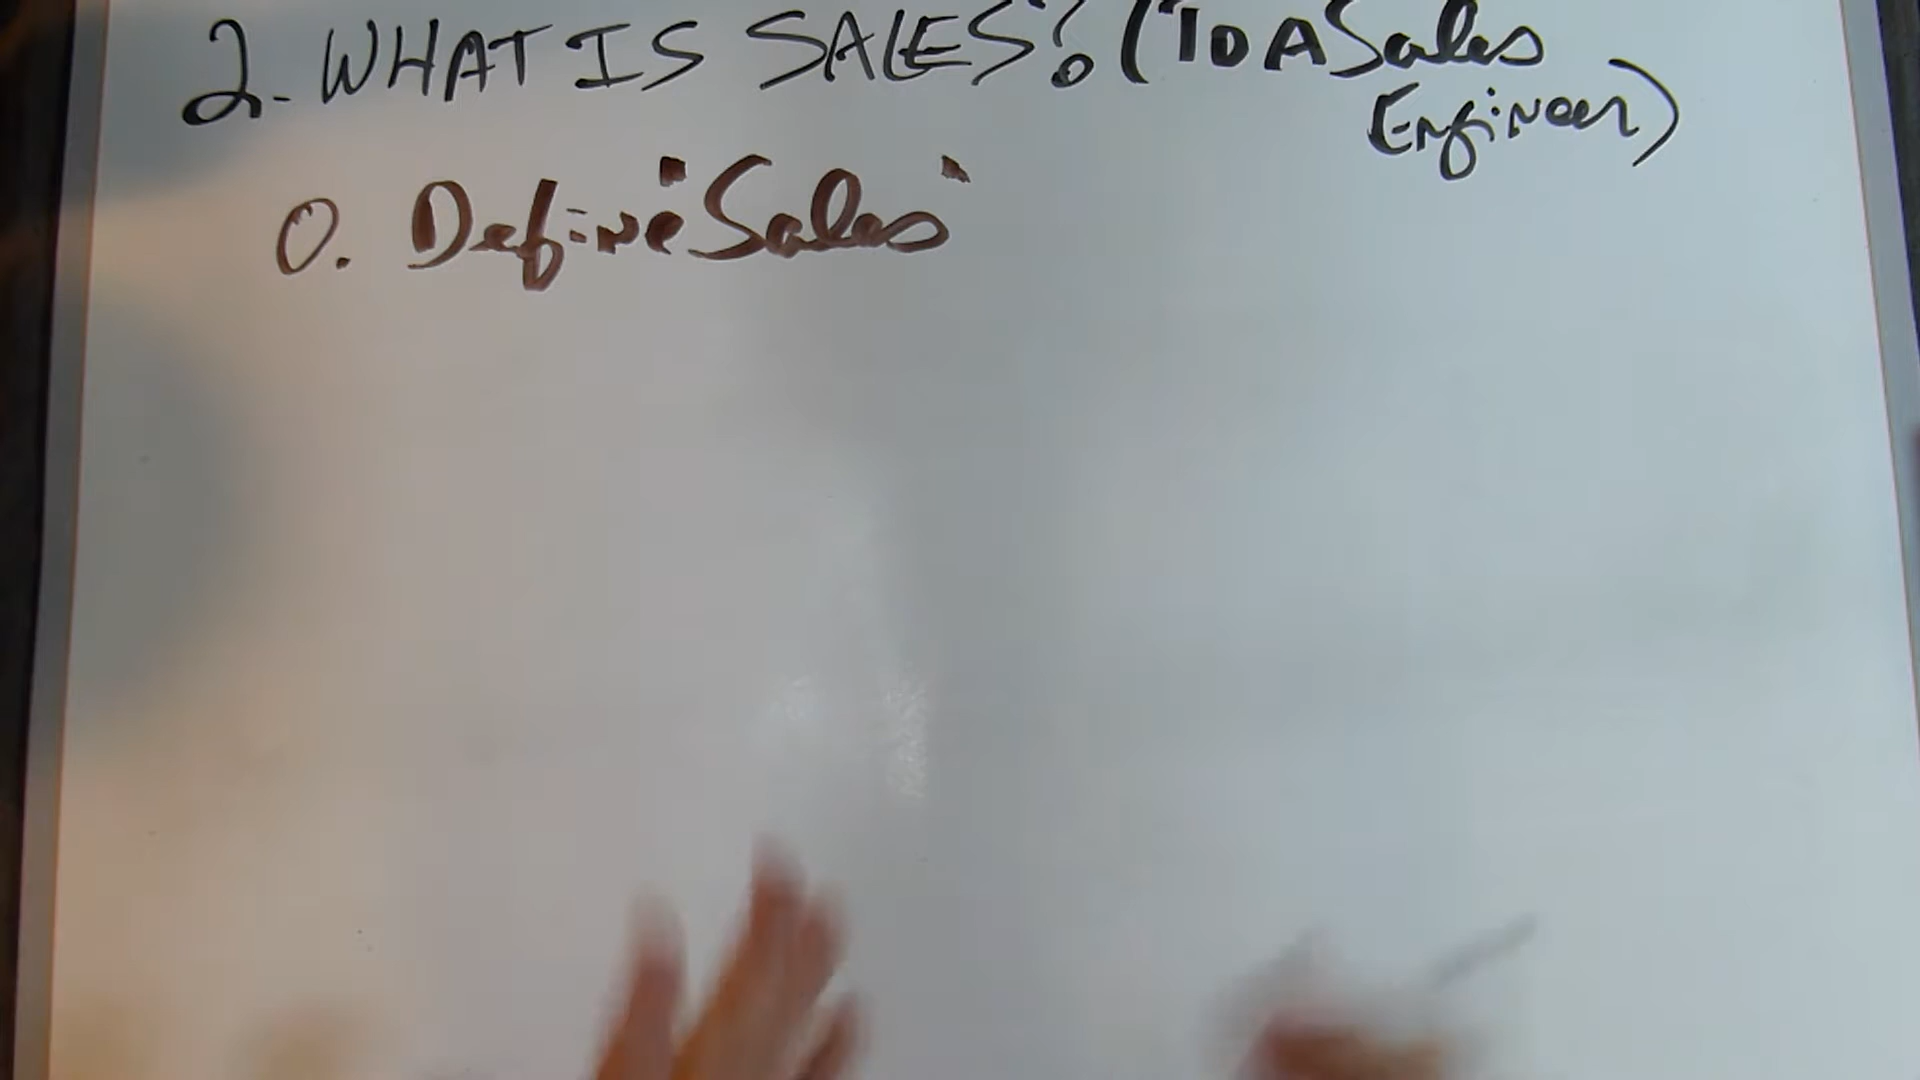 2. WHAT IS SALES? (TO A Sales
Engineer)
0. Define "Sales"